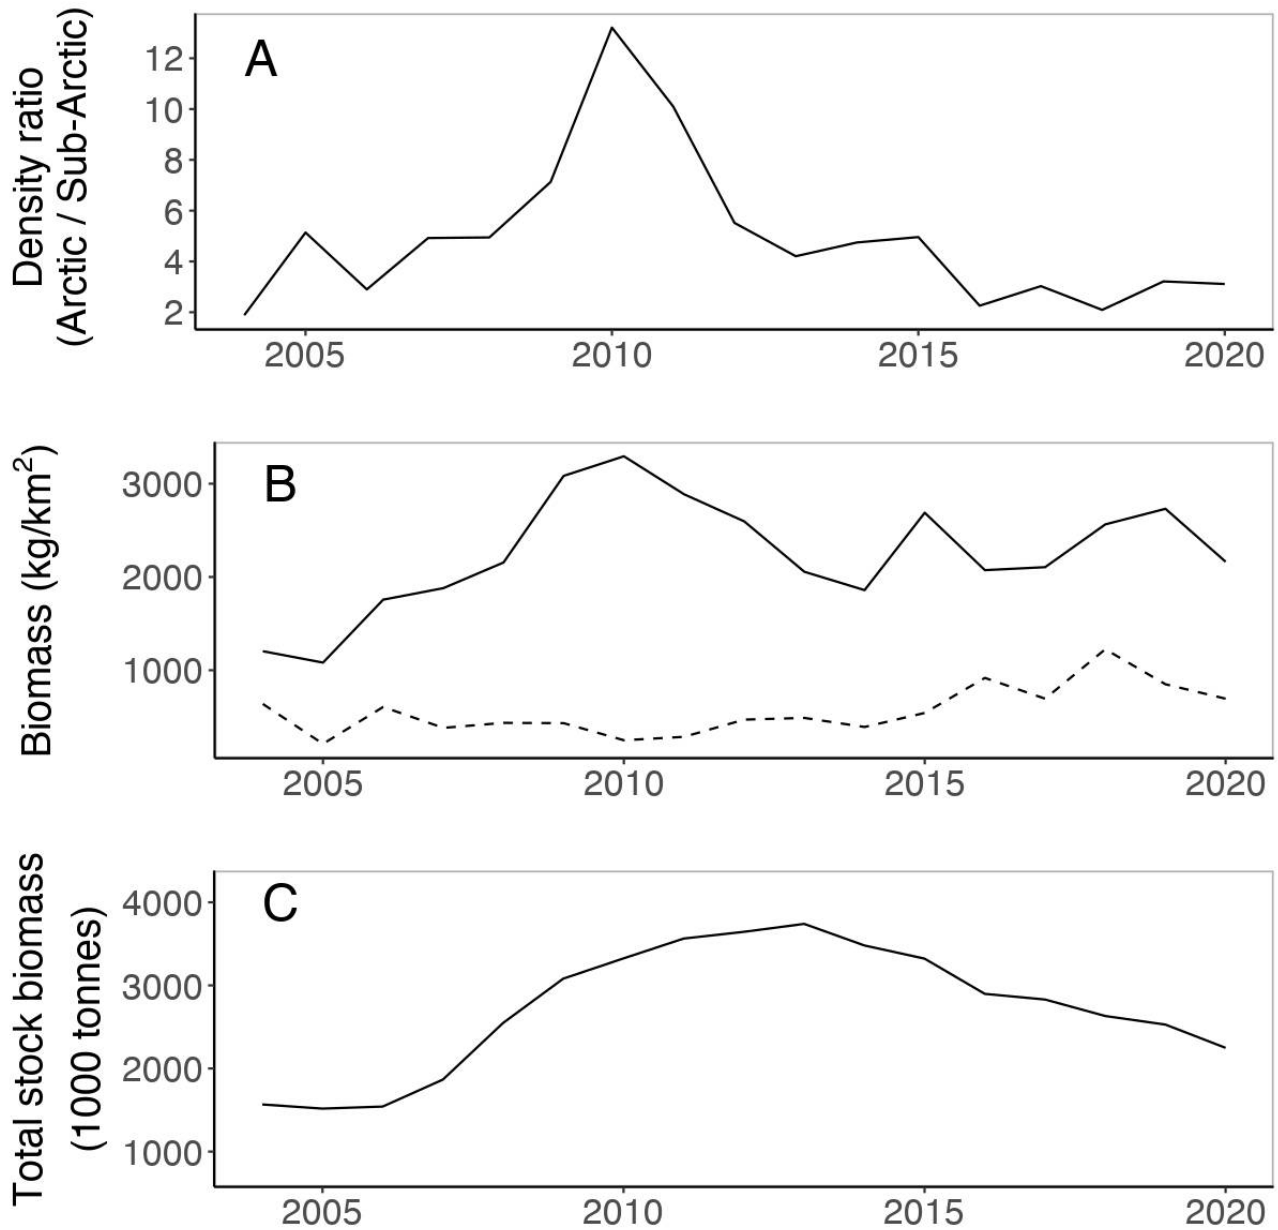 A
Density ratio
(Arctic / Sub-Arctic)
12
10
8
6
4
2
2005 2010 2015 2020
B
Biomass (kg/km²)
3000
2000
1000
2005 2010 2015 2020
C
Total stock biomass
(1000 tonnes)
4000
3000
2000
1000
2005 2010 2015 2020